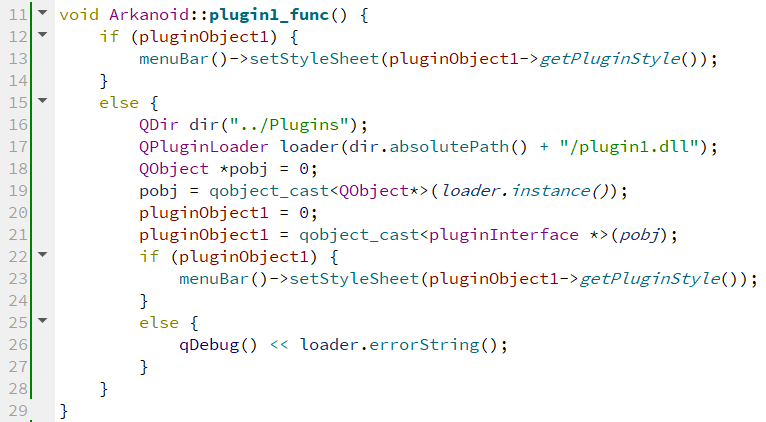 11 void Arkanoid::plugin1_func() {
12     if (pluginObject1) {
13         menuBar()->setStyleSheet(pluginObject1->getPluginStyle());
14     }
15     else {
16         QDir dir("../Plugins");
17         QPluginLoader loader(dir.absolutePath() + "/plugin1.dll");
18         QObject *pobj = 0;
19         pobj = qobject_cast<QObject*>(loader.instance());
20         pluginObject1 = 0;
21         pluginObject1 = qobject_cast<pluginInterface *>(pobj);
22         if (pluginObject1) {
23             menuBar()->setStyleSheet(pluginObject1->getPluginStyle());
24         }
25         else {
26             qDebug() << loader.errorString();
27         }
28     }
29 }